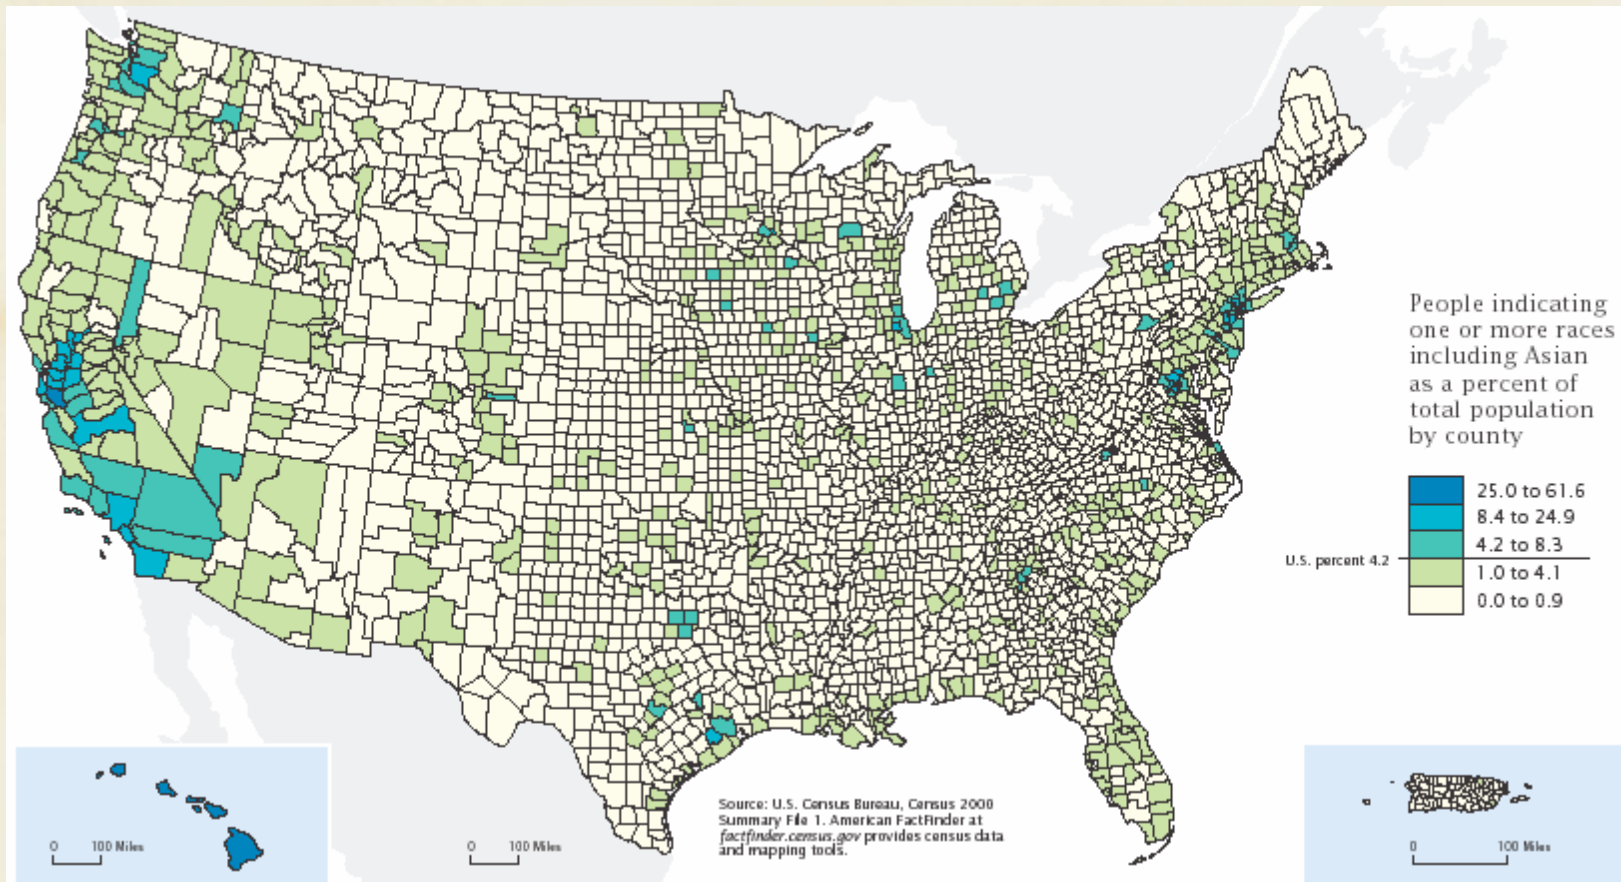 People indicating
one or more races
including Asian
as a percent of
total population
by county
25.0 to 61.6
8.4 to 24.9
4.2 to 8.3
U.S. percent 4.2
1.0 to 4.1
0.0 to 0.9
Source: U.S. Census Bureau, Census 2000
Summary File 1. American FactFinder at
factfinder.census.gov provides census data
and mapping tools.
0 100 Miles
0 100 Miles
0 100 Miles